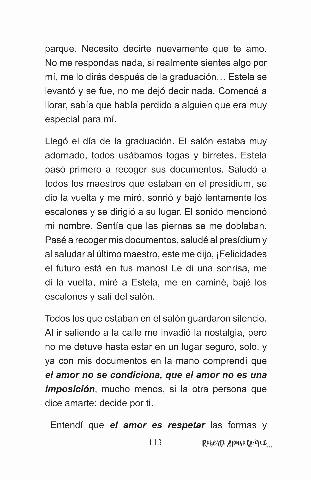 parque. Necesito decirte nuevamente que te amo.
No me respondas nada, si realmente sientes algo por
mí, me lo dirás después de la graduación… Estela se
levantó y se fue, no me dejó decir nada. Comencé a
llorar, sabía que había perdido a alguien que era muy
especial para mí.
Llegó el día de la graduación. El salón estaba muy
adornado, todos usábamos togas y birretes. Estela
pasó primero a recoger sus documentos. Saludó a
todos los maestros que estaban en el presídium, se
dio la vuelta y me miró, sonrió y bajó lentamente los
escalones y se dirigió a su lugar. El sonido mencionó
mi nombre. Sentía que las piernas se me doblaban.
Pasé a recoger mis documentos, saludé al presídium y
al saludar al último maestro, este me dijo, ¡Felicidades
el futuro está en tus manos! Le di una sonrisa, me
di la vuelta, miré a Estela, me en caminé, bajé los
escalones y salí del salón.
Todos los que estaban en el salón guardaron silencio.
Al ir saliendo a la calle me invadió la nostalgia, pero
no me detuve hasta estar en un lugar seguro, solo, y
ya con mis documentos en la mano comprendí que
el amor no se condiciona, que el amor no es una
imposición, mucho menos, si la otra persona que
dice amarte: decide por ti.
Entendí que el amor es respetar las formas y
113